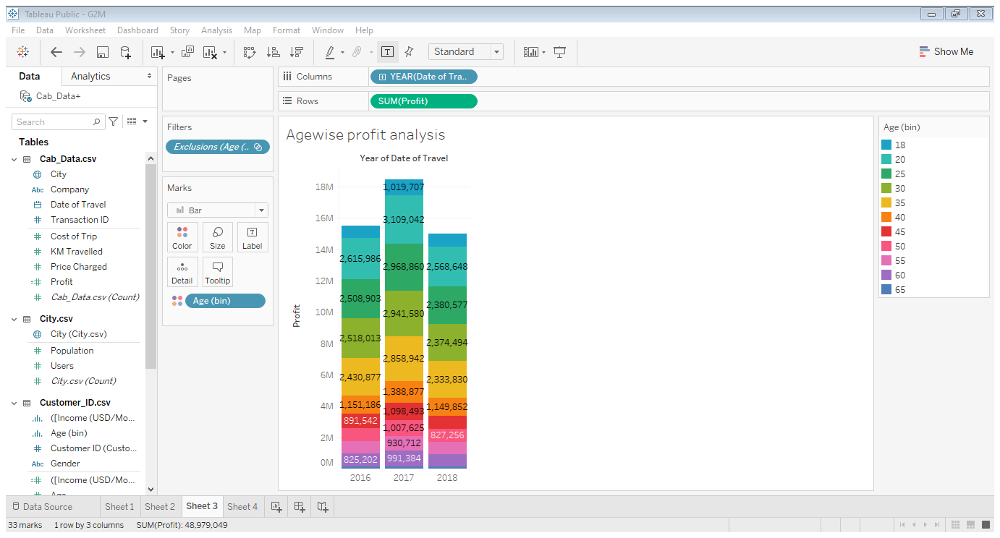 Tableau Public - G2M
File Data Worksheet Dashboard Story Analysis Map Format Window Help
Standard
Show Me
Data Analytics
Cab_Data+
Search
Tables
Cab_Data.csv
City
Abc Company
Date of Travel
Transaction ID
Cost of Trip
KM Travelled
Price Charged
Profit
Cab_Data.csv (Count)
City.csv
City (City.csv)
Population
Users
City.csv (Count)
Customer_ID.csv
([Income (USD/Mo...
Age (bin)
Customer ID (Custo...
Abc Gender
([Income (USD/Mo...
Age
Pages
Filters
Exclusions (Age (..
Marks
Bar
Color Size Label
Detail Tooltip
Age (bin)
Columns YEAR(Date of Tra..
Rows SUM(Profit)
Agewise profit analysis
Year of Date of Travel
Profit
18M
16M
14M
12M
10M
8M
6M
4M
2M
0M
2,615,986
2,508,903
2,518,013
2,430,877
1,151,186
891,542
825,202
2016
1,019,707
3,109,042
2,968,860
2,941,580
2,858,942
1,388,877
1,098,493
1,007,625
930,712
991,384
2017
2,568,648
2,380,577
2,374,494
2,333,830
1,149,852
827,256
2018
Age (bin)
18
20
25
30
35
40
45
50
55
60
65
Data Source Sheet 1 Sheet 2 Sheet 3 Sheet 4
33 marks 1 row by 3 columns SUM(Profit): 48,979,049